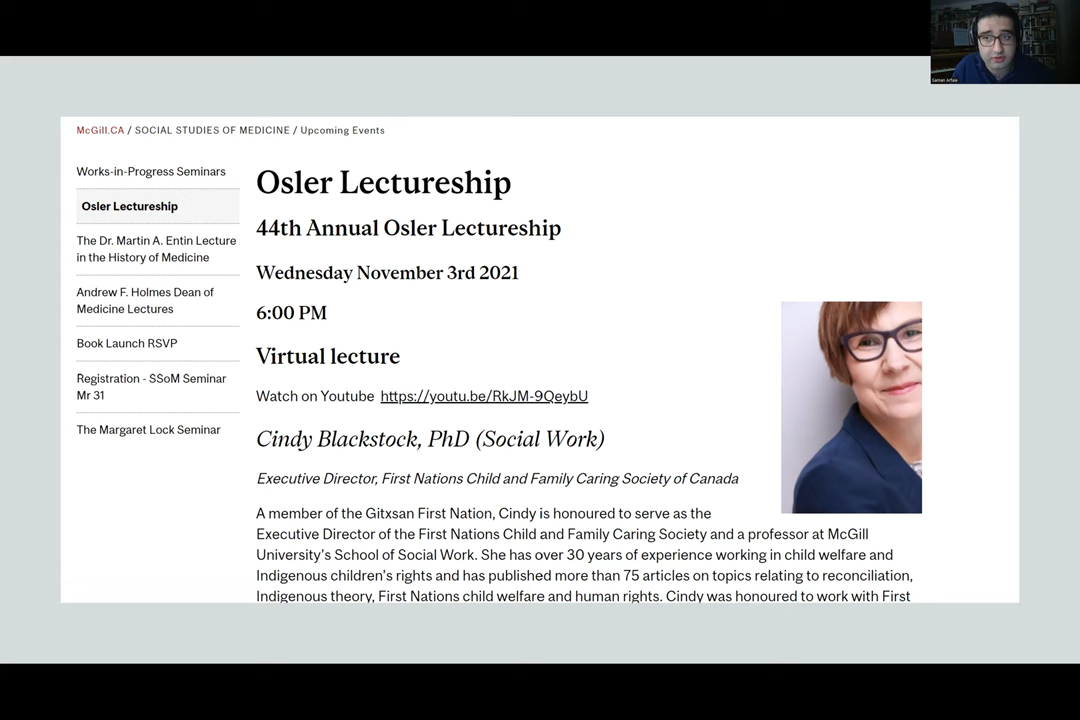 Saman Arfaie
McGill.CA / SOCIAL STUDIES OF MEDICINE / Upcoming Events
Works-in-Progress Seminars
Osler Lectureship
The Dr. Martin A. Entin Lecture
in the History of Medicine
Andrew F. Holmes Dean of
Medicine Lectures
Book Launch RSVP
Registration - SSoM Seminar
Mr 31
The Margaret Lock Seminar
Osler Lectureship
44th Annual Osler Lectureship
Wednesday November 3rd 2021
6:00 PM
Virtual lecture
Watch on Youtube https://youtu.be/RkJM-9QeybU
Cindy Blackstock, PhD (Social Work)
Executive Director, First Nations Child and Family Caring Society of Canada
A member of the Gitxsan First Nation, Cindy is honoured to serve as the
Executive Director of the First Nations Child and Family Caring Society and a professor at McGill
University's School of Social Work. She has over 30 years of experience working in child welfare and
Indigenous children's rights and has published more than 75 articles on topics relating to reconciliation,
Indigenous theory, First Nations child welfare and human rights. Cindy was honoured to work with First